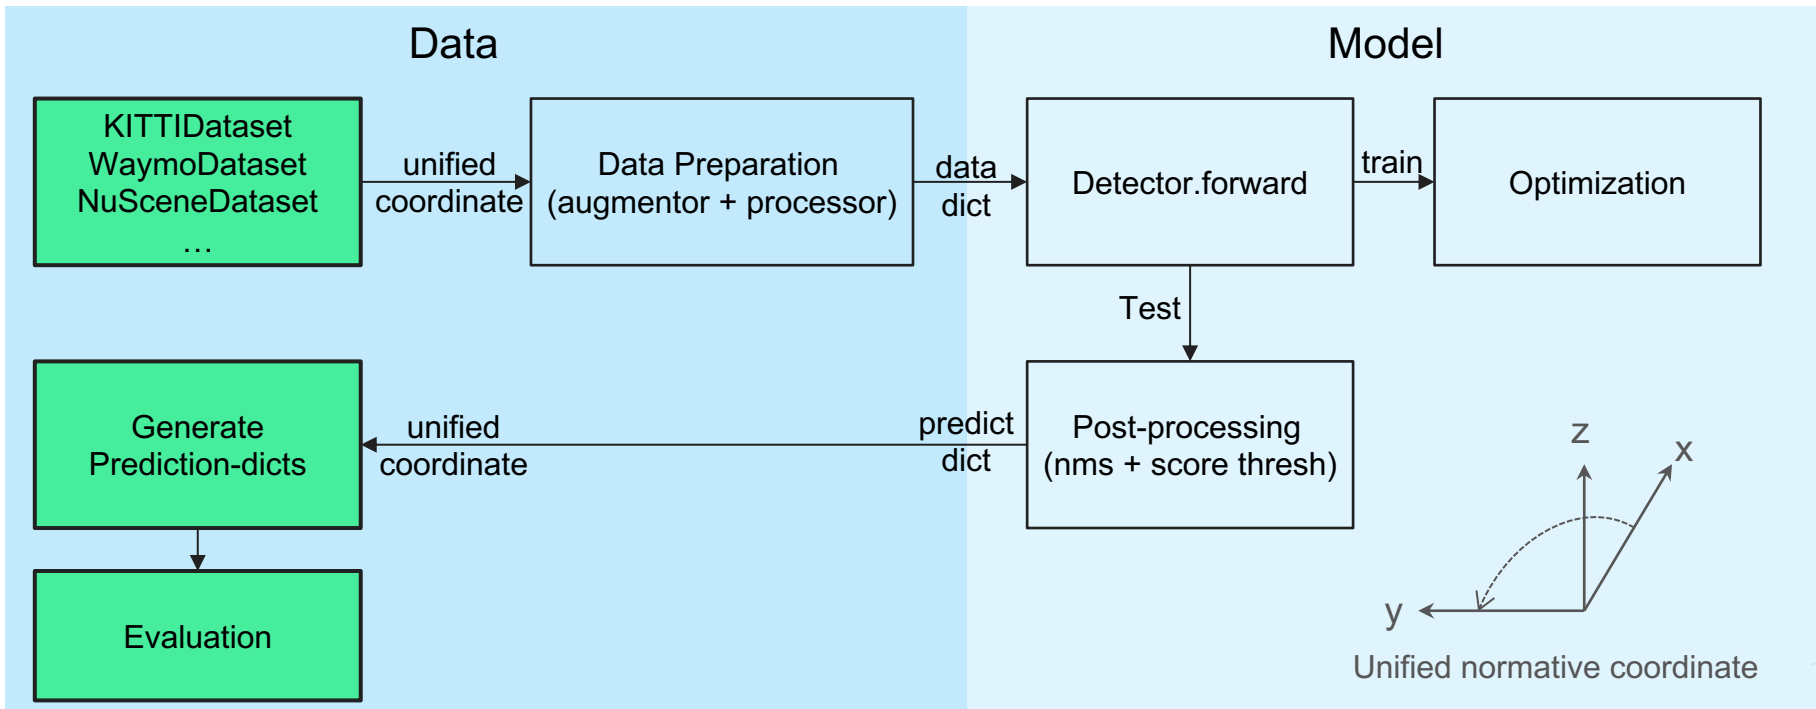 Data
Model
KITTIDataset
WaymoDataset
NuSceneDataset
...
unified
coordinate
Data Preparation
(augmentor + processor)
data
dict
Detector.forward
train
Optimization
Test
Generate
Prediction-dicts
unified
coordinate
predict
dict
Post-processing
(nms + score thresh)
Evaluation
z
x
y
Unified normative coordinate